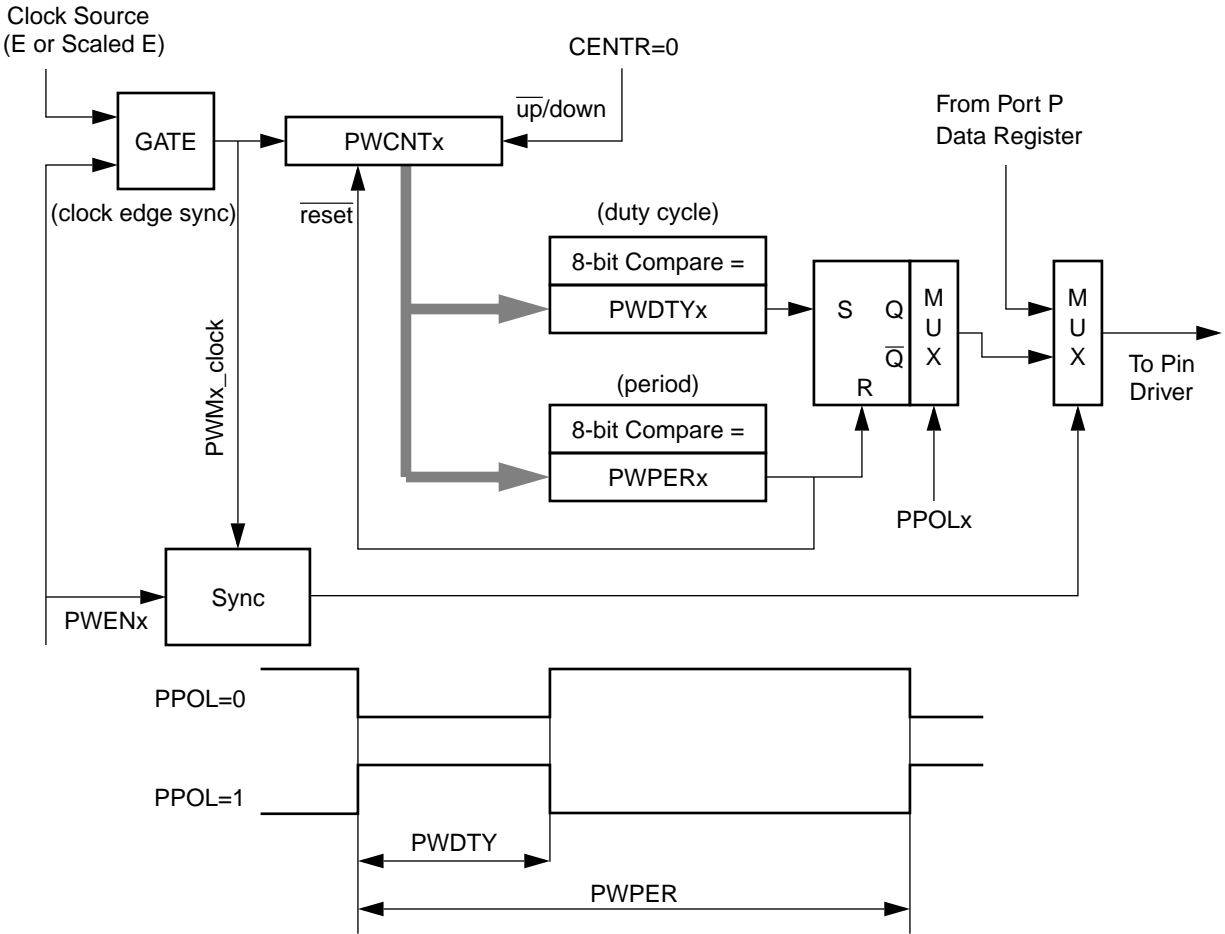 Clock Source
(E or Scaled E)
CENTR=0
up/down
From Port P
Data Register
GATE
PWCNTx
(clock edge sync)
reset
(duty cycle)
8-bit Compare =
PWDTYx
S
Q
Q
R
M
U
X
M
U
X
To Pin
Driver
PWMx_clock
(period)
8-bit Compare =
PWPERx
PPOLx
Sync
PWENx
PPOL=0
PPOL=1
PWDTY
PWPER